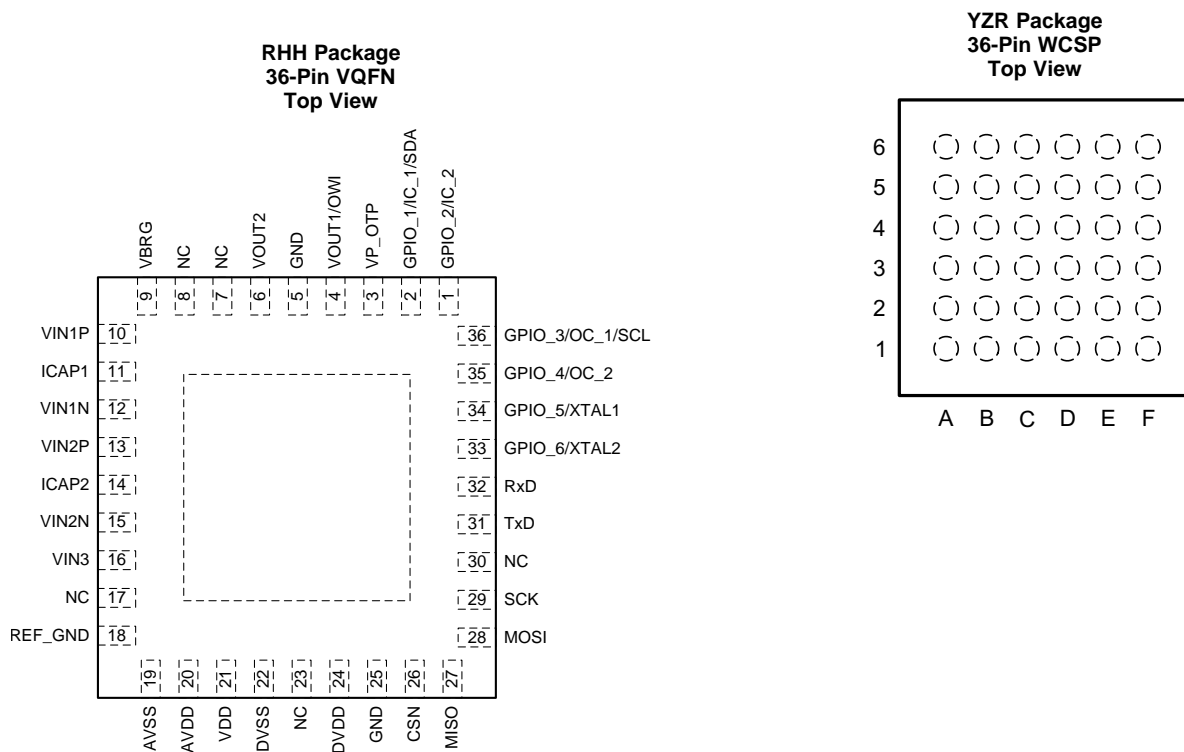 RHH Package
36-Pin VQFN
Top View
VBRG
NC
NC
VOUT2
GND
VOUT1/OWI
VP_OTP
GPIO_1/IC_1/SDA
GPIO_2/IC_2
9
8
7
6
5
4
3
2
1
VIN1P 10
ICAP1 11
VIN1N 12
VIN2P 13
ICAP2 14
VIN2N 15
VIN3 16
NC 17
REF_GND 18
36 GPIO_3/OC_1/SCL
35 GPIO_4/OC_2
34 GPIO_5/XTAL1
33 GPIO_6/XTAL2
32 RxD
31 TxD
30 NC
29 SCK
28 MOSI
19
20
21
22
23
24
25
26
27
AVSS
AVDD
VDD
DVSS
NC
DVDD
GND
CSN
MISO
YZR Package
36-Pin WCSP
Top View
6
5
4
3
2
1
A B C D E F